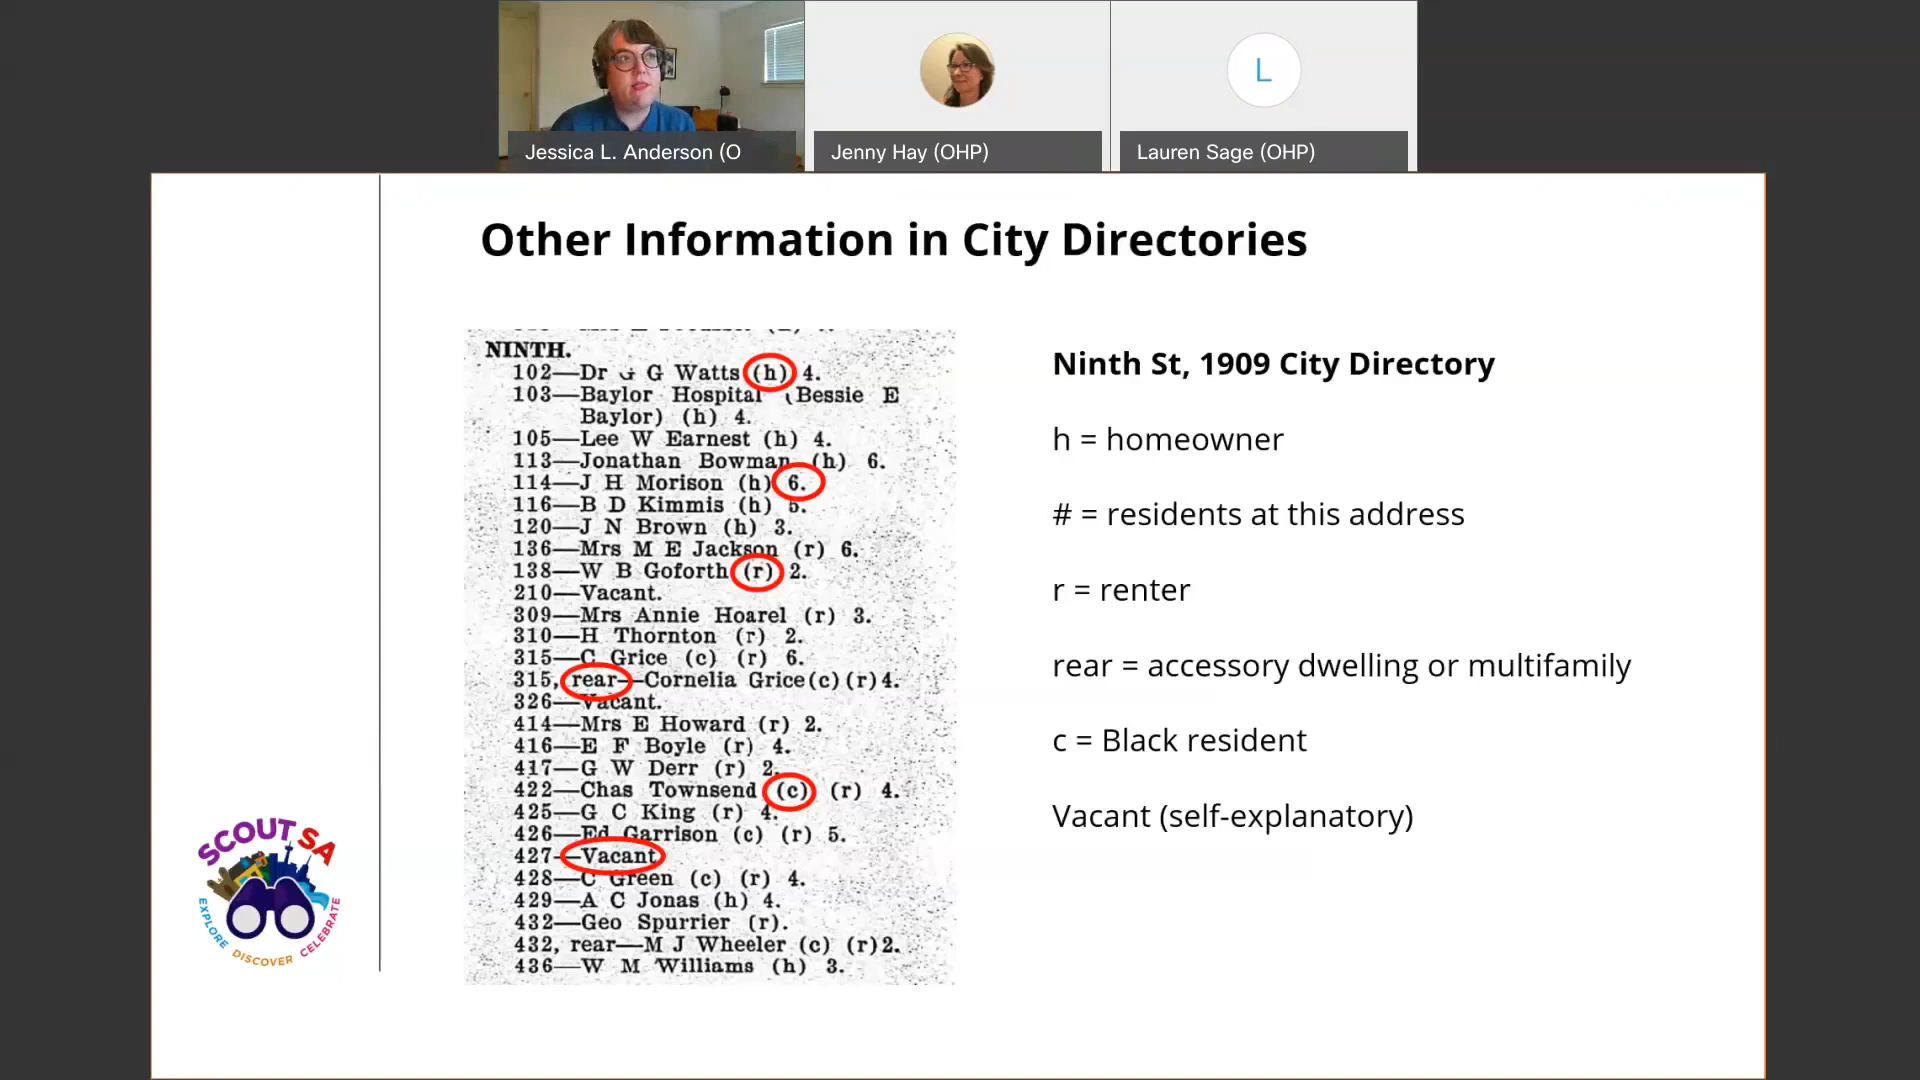 Jessica L. Anderson (O
Jenny Hay (OHP)
L
Lauren Sage (OHP)
Other Information in City Directories
NINTH.
102—Dr G G Watts (h) 4.
103—Baylor Hospital (Bessie E
Baylor) (h) 4.
105—Lee W Earnest (h) 4.
113—Jonathan Bowman (h) 6.
114—J H Morison (h) 6.
116—B D Kimmis (h) 5.
120—J N Brown (h) 3.
136—Mrs M E Jackson (r) 6.
138—W B Goforth (r) 2.
210—Vacant.
309—Mrs Annie Hoarel (r) 3.
310—H Thornton (r) 2.
315—C Grice (c) (r) 6.
315, rear—Cornelia Grice (c) (r) 4.
326—Vacant.
414—Mrs E Howard (r) 2.
416—E F Boyle (r) 4.
417—G W Derr (r) 2.
422—Chas Townsend (c) (r) 4.
425—G C King (r) 4.
426—Ed Garrison (c) (r) 5.
427—Vacant
428—C Green (c) (r) 4.
429—A C Jonas (h) 4.
432—Geo Spurrier (r).
432, rear—M J Wheeler (c) (r) 2.
436—W M Williams (h) 3.
Ninth St, 1909 City Directory
h = homeowner
# = residents at this address
r = renter
rear = accessory dwelling or multifamily
c = Black resident
Vacant (self-explanatory)
SCOUT SA
EXPLORE DISCOVER CELEBRATE